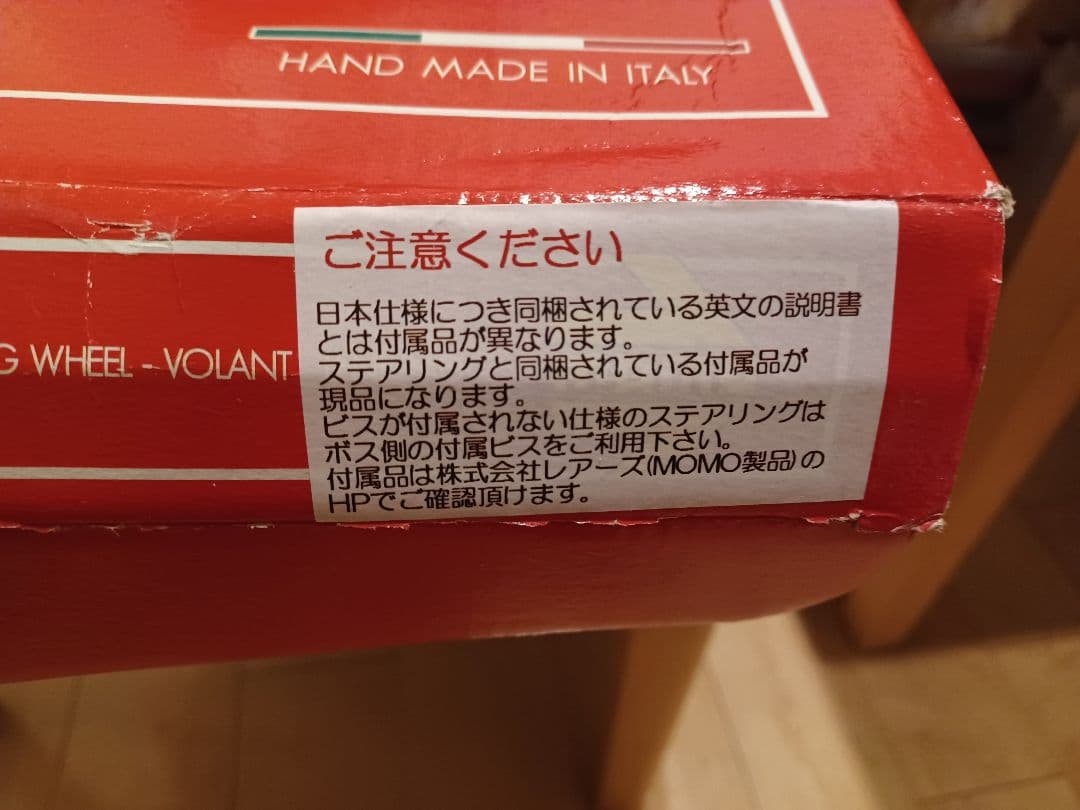 HAND MADE IN ITALY
G WHEEL - VOLANT
ご注意ください
日本仕様につき同梱されている英文の説明書
とは付属品が異なります。
ステアリングと同梱されている付属品が
現品になります。
ビスが付属されない仕様のステアリングは
ボス側の付属ビスをご利用下さい。
付属品は株式会社レアーズ(MOMO製品)の
HPでご確認頂けます。